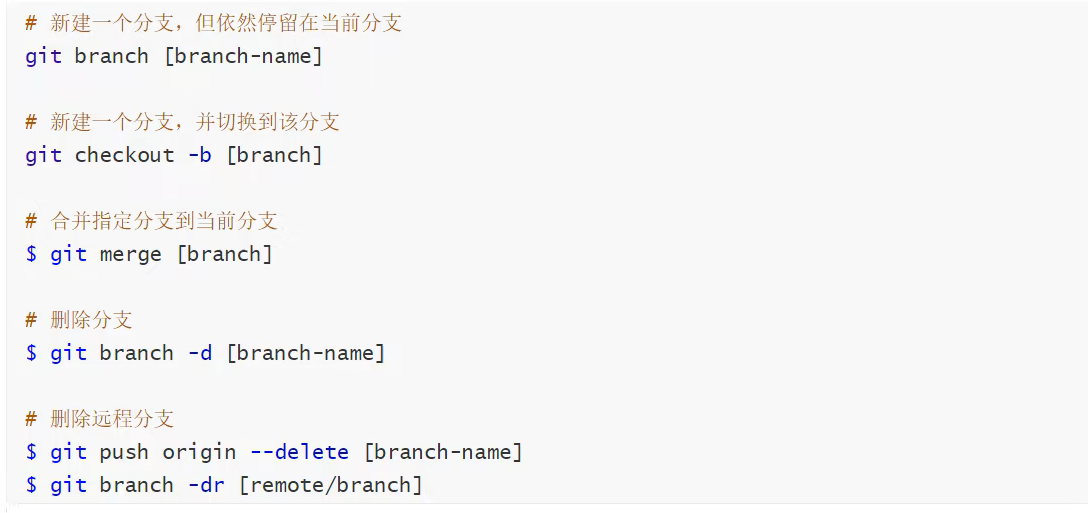 # 新建一个分支，但依然停留在当前分支
git branch [branch-name]
# 新建一个分支，并切换到该分支
git checkout -b [branch]
# 合并指定分支到当前分支
$ git merge [branch]
# 删除分支
$ git branch -d [branch-name]
# 删除远程分支
$ git push origin --delete [branch-name]
$ git branch -dr [remote/branch]